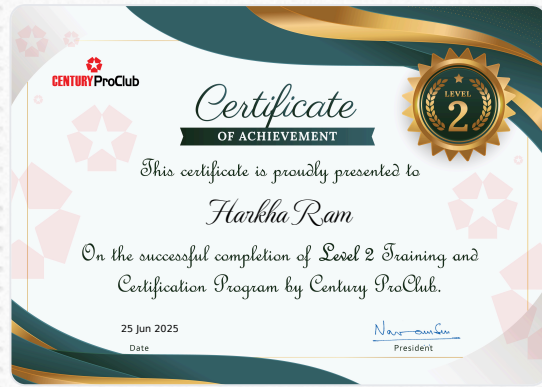 CENTURY ProClub
LEVEL
2
Certificate
OF ACHIEVEMENT
This certificate is proudly presented to
Harkha Ram
On the successful completion of Level 2 Training and
Certification Program by Century ProClub.
25 Jun 2025
Date
President